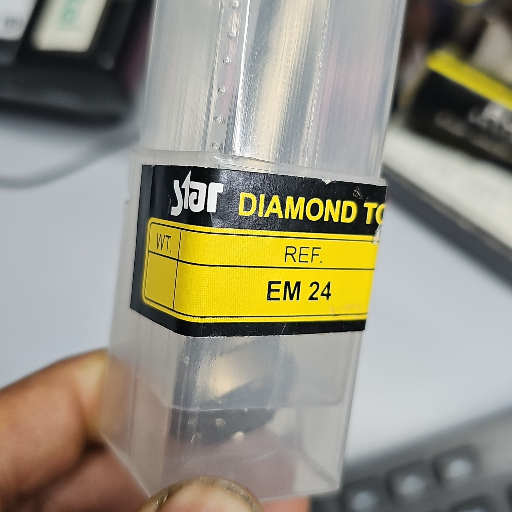 star DIAMOND TO
WT. REF.
EM 24